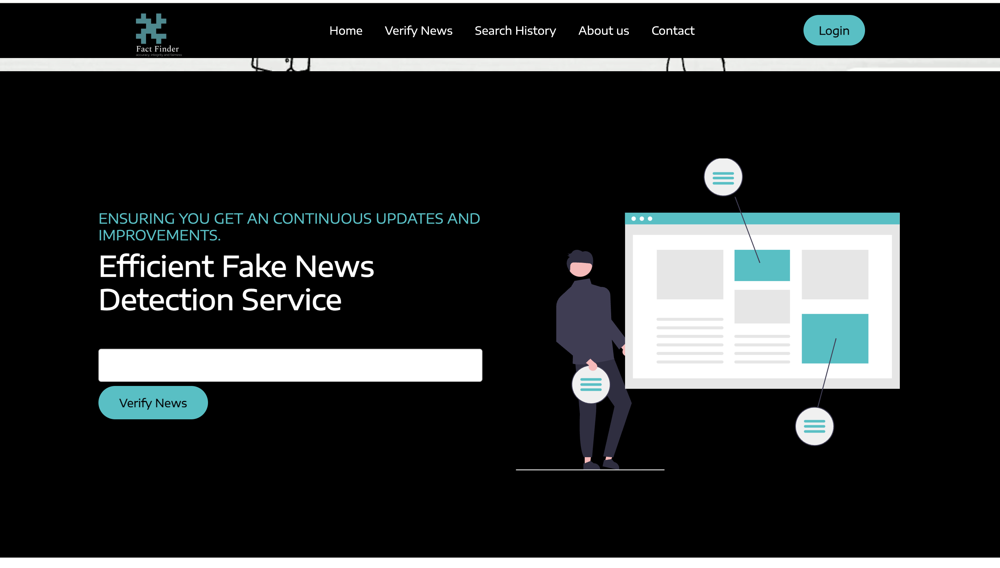 Home Verify News Search History About us Contact Login
Fact Finder
accuracy, integrity and fairness
ENSURING YOU GET AN CONTINUOUS UPDATES AND
IMPROVEMENTS.
Efficient Fake News
Detection Service
Verify News